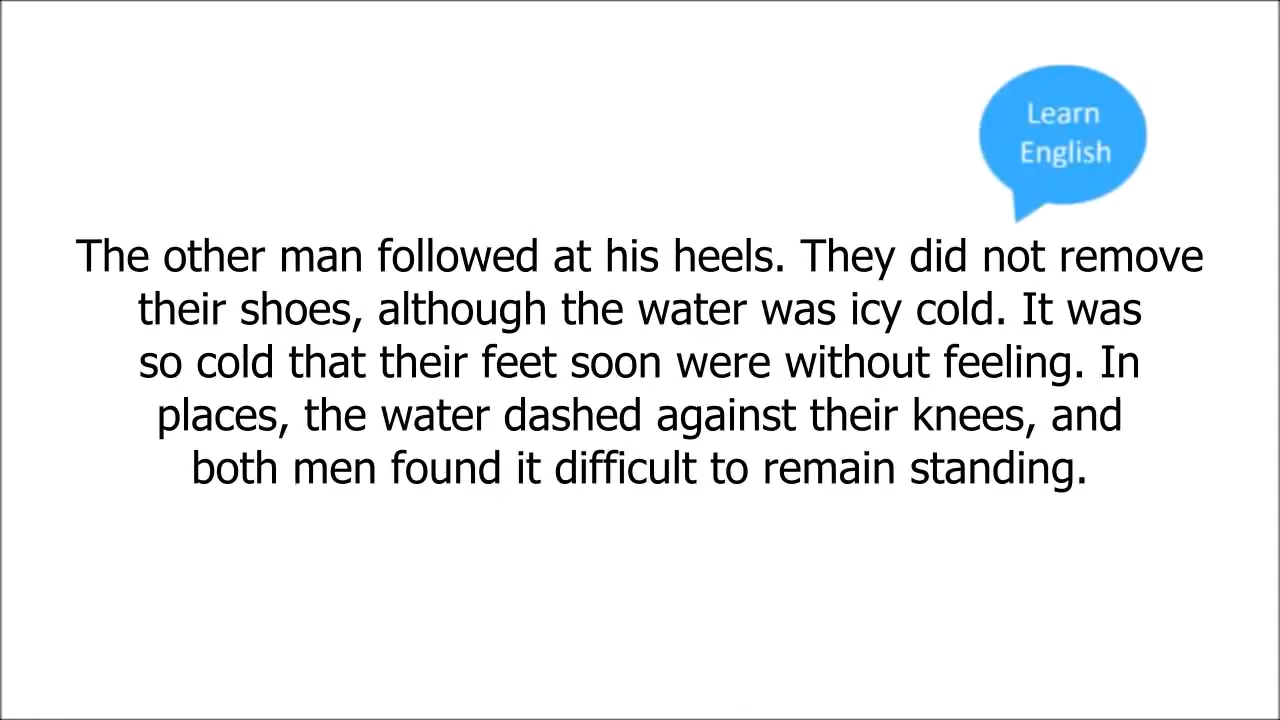 Learn
English
The other man followed at his heels. They did not remove
their shoes, although the water was icy cold. It was
so cold that their feet soon were without feeling. In
places, the water dashed against their knees, and
both men found it difficult to remain standing.